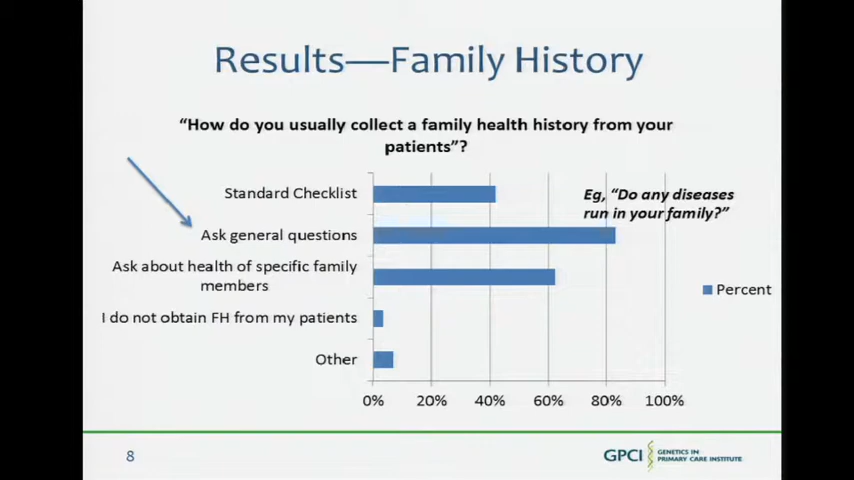 Results—Family History
“How do you usually collect a family health history from your
patients”?
Standard Checklist
Eg, “Do any diseases
run in your family?”
Ask general questions
Ask about health of specific family
members
Percent
I do not obtain FH from my patients
Other
0% 20% 40% 60% 80% 100%
8
GPCI
GENETICS IN
PRIMARY CARE INSTITUTE